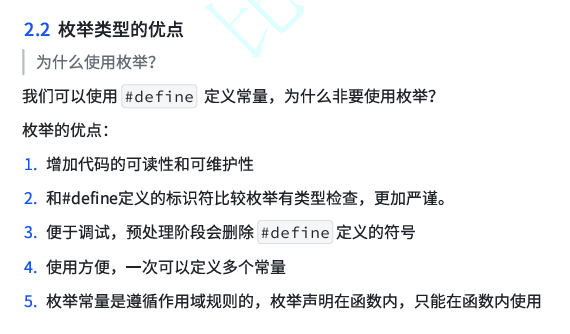 2.2 枚举类型的优点
为什么使用枚举?
我们可以使用 #define 定义常量，为什么非要使用枚举?
枚举的优点：
1. 增加代码的可读性和可维护性
2. 和#define定义的标识符比较枚举有类型检查，更加严谨。
3. 便于调试，预处理阶段会删除 #define 定义的符号
4. 使用方便，一次可以定义多个常量
5. 枚举常量是遵循作用域规则的，枚举声明在函数内，只能在函数内使用